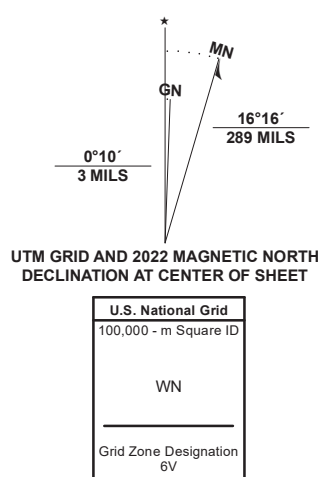 ★
MN
GN
0°10´
3 MILS
16°16´
289 MILS
UTM GRID AND 2022 MAGNETIC NORTH
DECLINATION AT CENTER OF SHEET
U.S. National Grid
100,000 - m Square ID
WN
Grid Zone Designation
6V